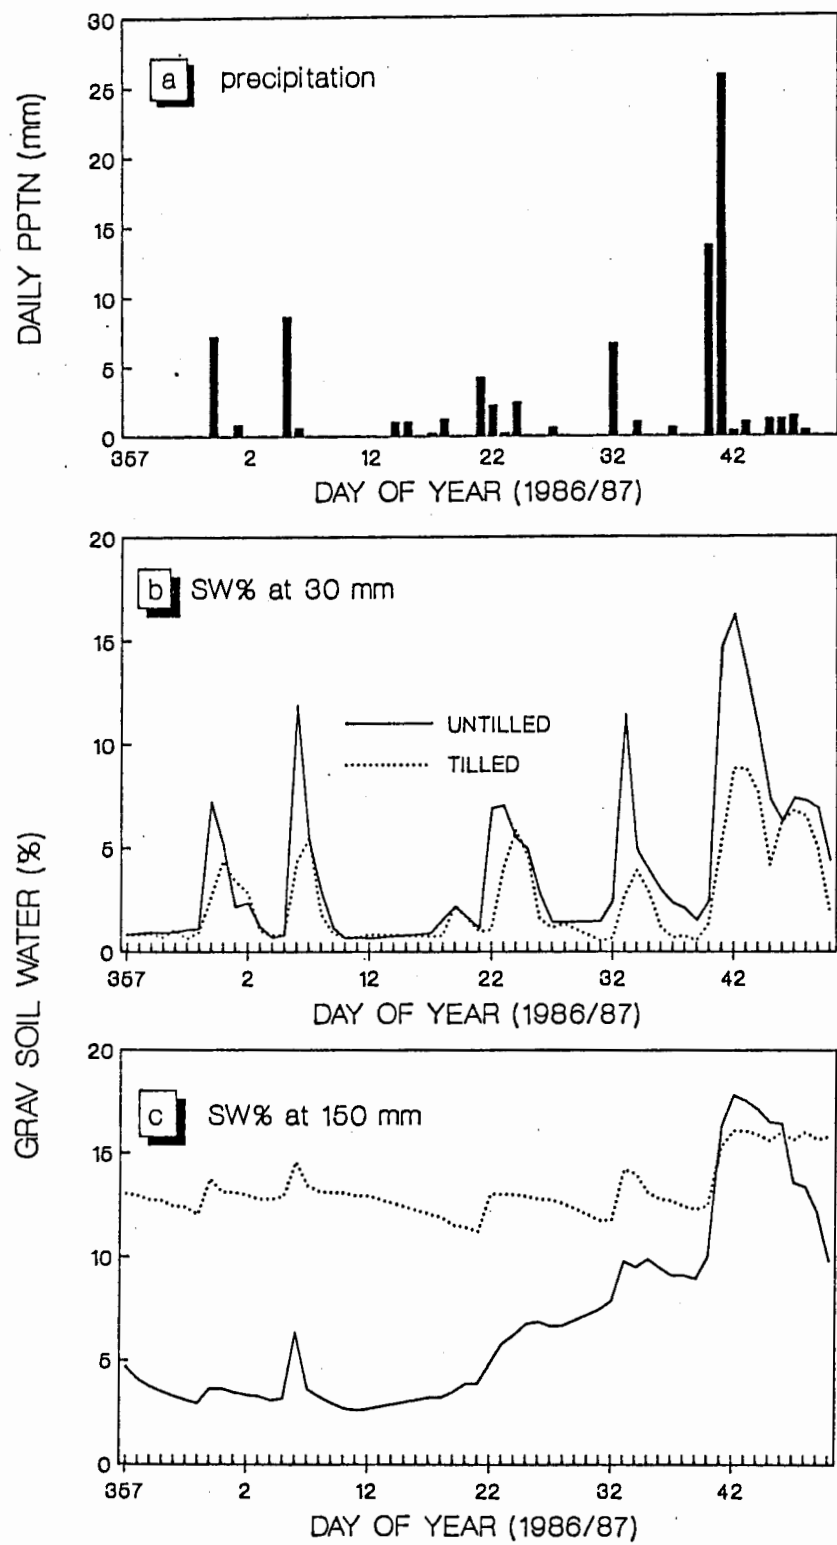 30
25
20
15
10
5
0
DAILY PPTN (mm)
a precipitation
357 2 12 22 32 42
DAY OF YEAR (1986/87)
20
15
10
5
0
b SW% at 30 mm
UNTILLED
TILLED
357 2 12 22 32 42
DAY OF YEAR (1986/87)
GRAV SOIL WATER (%)
20
15
10
5
0
c SW% at 150 mm
357 2 12 22 32 42
DAY OF YEAR (1986/87)